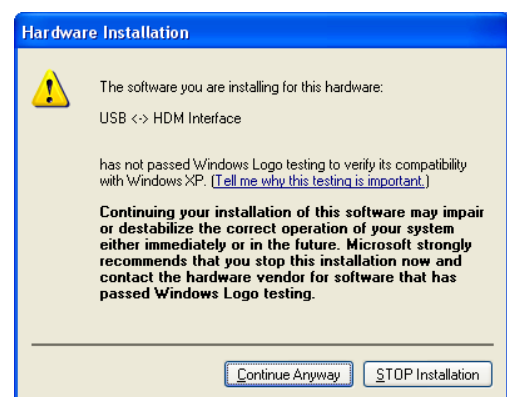 Hardware Installation
The software you are installing for this hardware:
USB <-> HDM Interface
has not passed Windows Logo testing to verify its compatibility
with Windows XP. (Tell me why this testing is important.)
Continuing your installation of this software may impair
or destabilize the correct operation of your system
either immediately or in the future. Microsoft strongly
recommends that you stop this installation now and
contact the hardware vendor for software that has
passed Windows Logo testing.
Continue Anyway STOP Installation